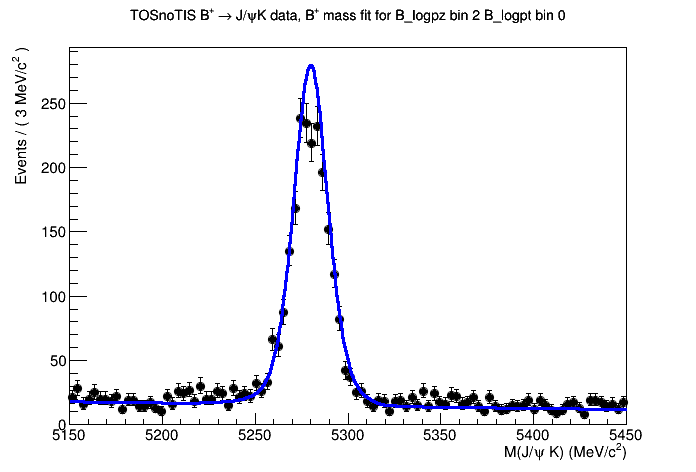 TOSnoTIS B⁺ → J/ψK data, B⁺ mass fit for B_logpz bin 2 B_logpt bin 0
Events / ( 3 MeV/c² )
250
200
150
100
50
0
5150 5200 5250 5300 5350 5400 5450
M(J/ψ K) (MeV/c²)